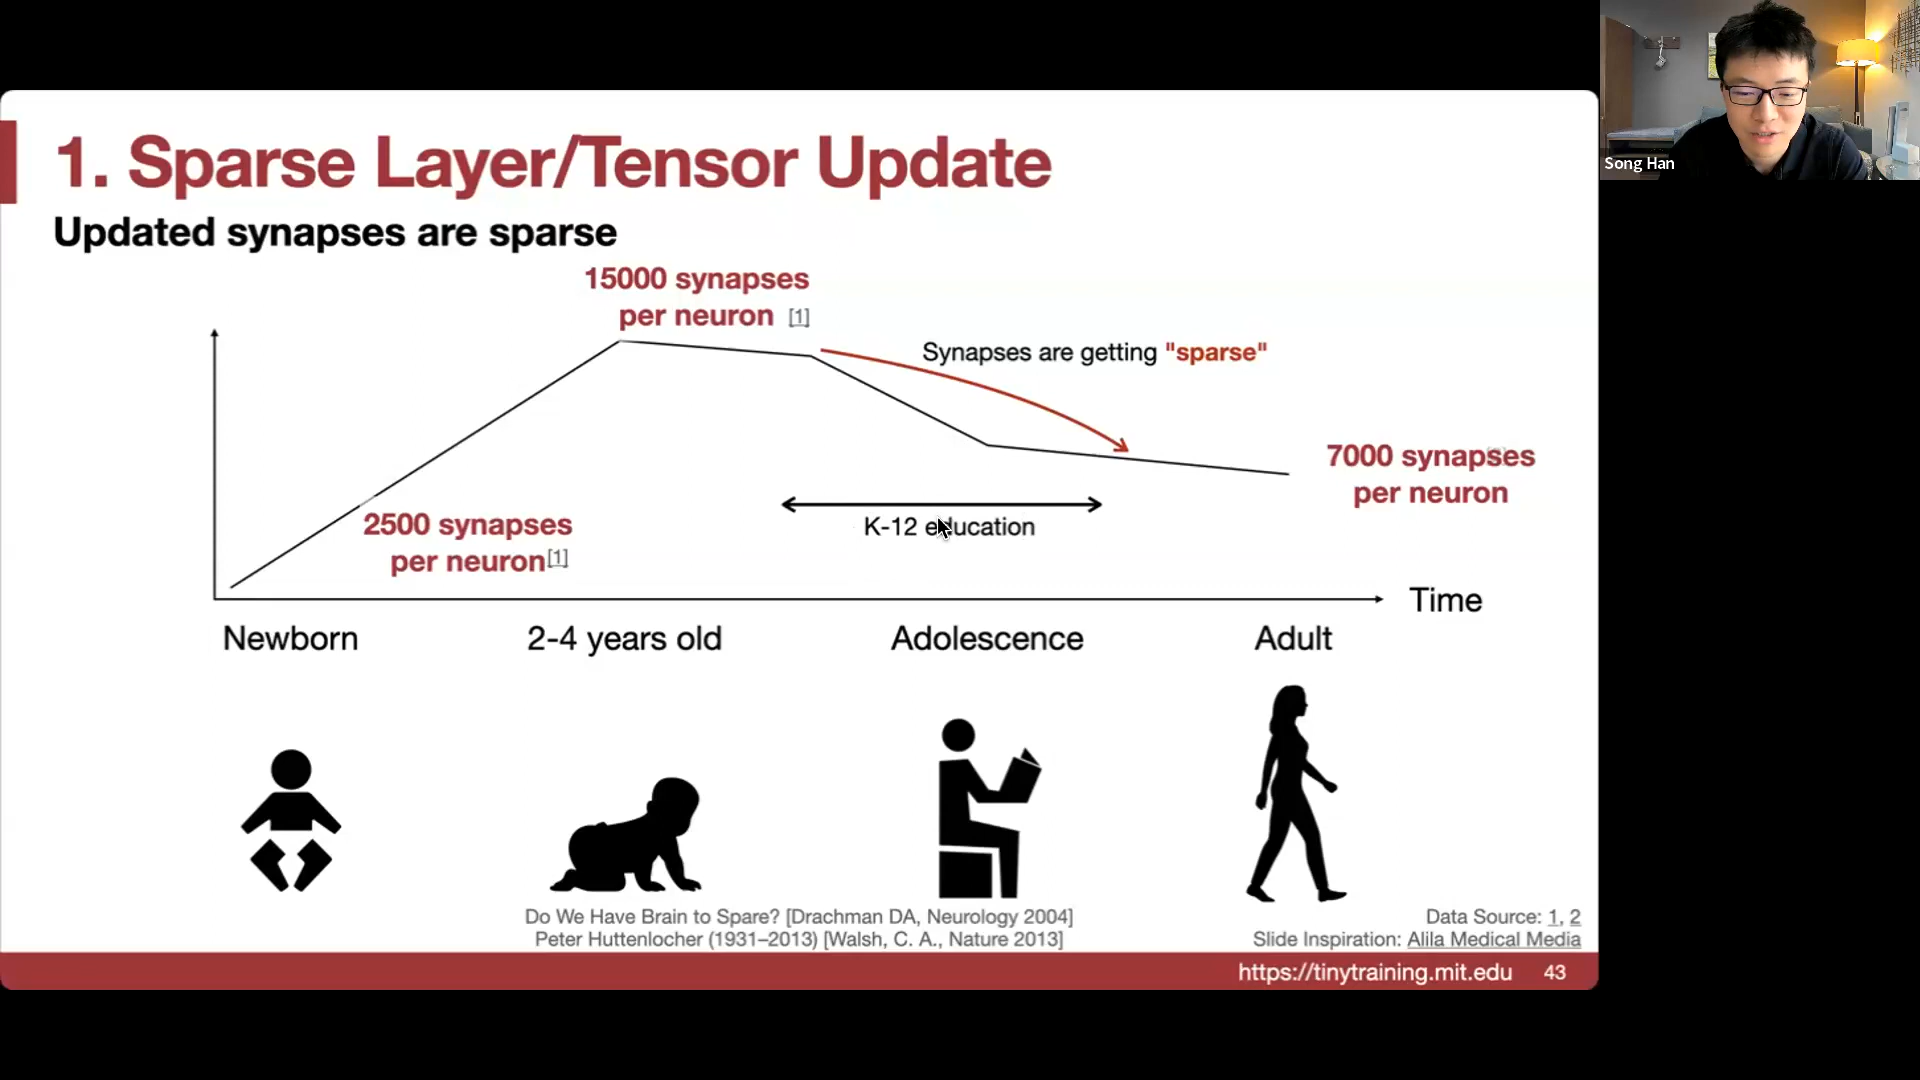 1. Sparse Layer/Tensor Update
Song Han
Updated synapses are sparse
15000 synapses
per neuron [1]
Synapses are getting "sparse"
7000 synapses
per neuron
2500 synapses
per neuron[1]
K-12 education
Time
Newborn
2-4 years old
Adolescence
Adult
Do We Have Brain to Spare? [Drachman DA, Neurology 2004]
Peter Huttenlocher (1931–2013) [Walsh, C. A., Nature 2013]
Data Source: 1, 2
Slide Inspiration: Alila Medical Media
https://tinytraining.mit.edu
43